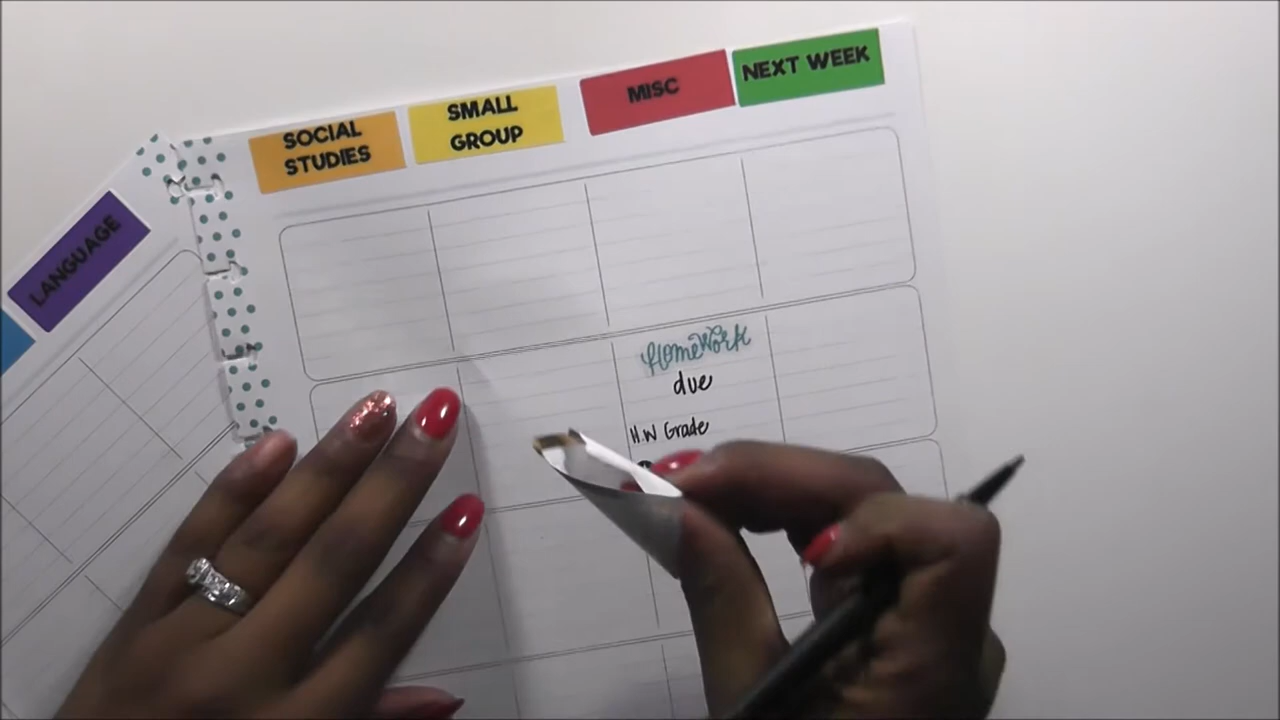 LANGUAGE
SOCIAL
STUDIES
SMALL
GROUP
MISC
NEXT WEEK
HomeWork
due
H.W Grade